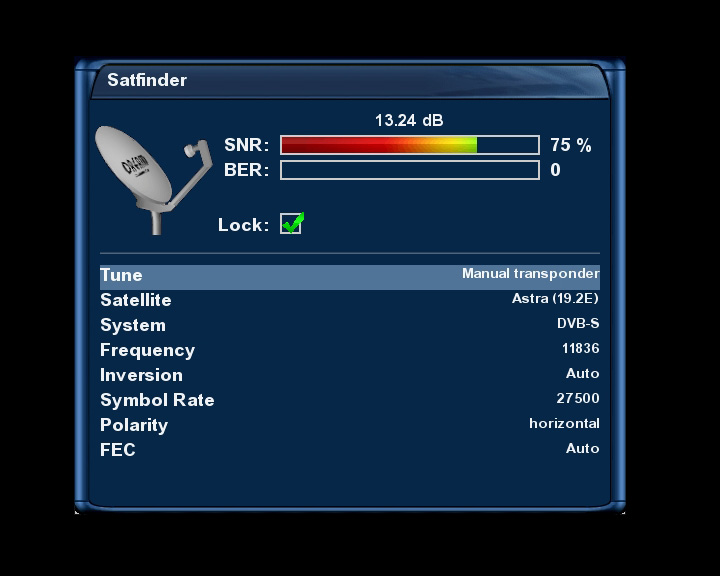 Satfinder
13.24 dB
SNR: 75 %
BER: 0
Lock:
Tune Manual transponder
Satellite Astra (19.2E)
System DVB-S
Frequency 11836
Inversion Auto
Symbol Rate 27500
Polarity horizontal
FEC Auto